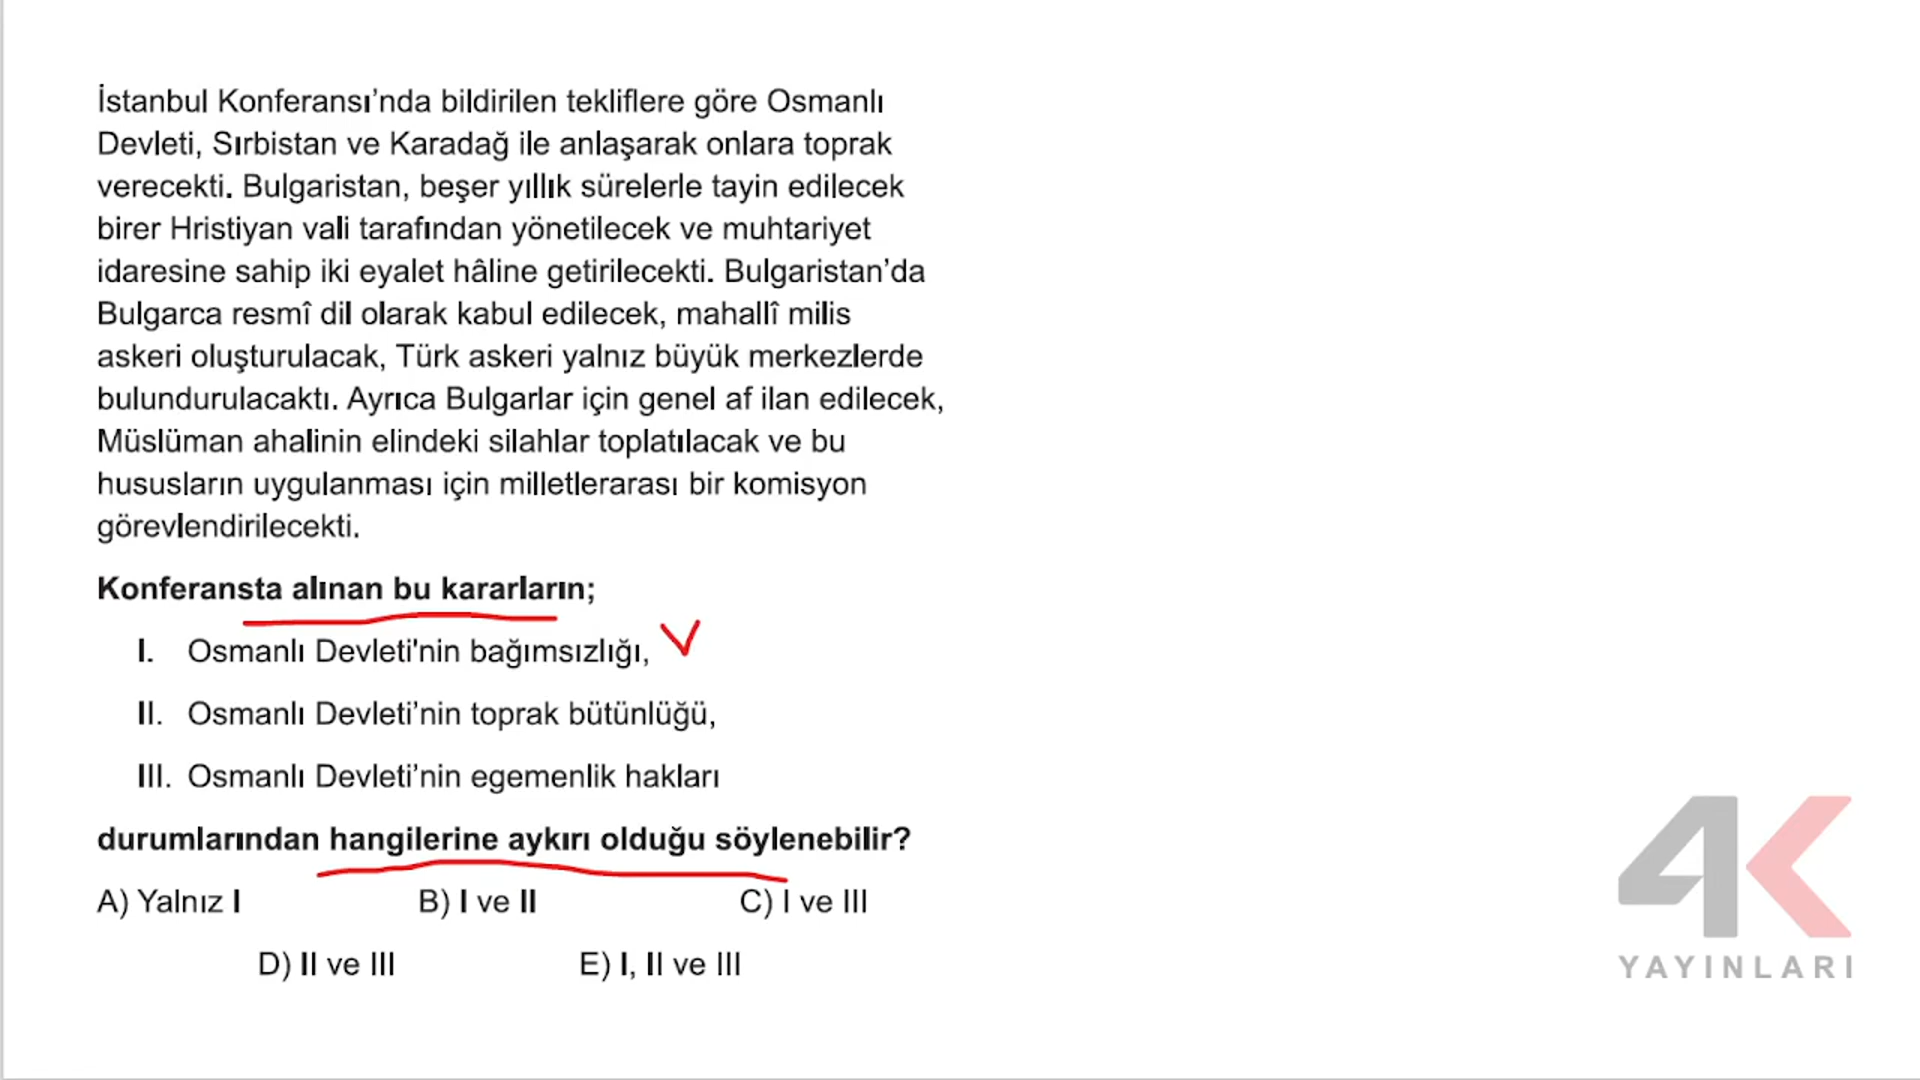 İstanbul Konferansı’nda bildirilen tekliflere göre Osmanlı
Devleti, Sırbistan ve Karadağ ile anlaşarak onlara toprak
verecekti. Bulgaristan, beşer yıllık sürelerle tayin edilecek
birer Hristiyan vali tarafından yönetilecek ve muhtariyet
idaresine sahip iki eyalet hâline getirilecekti. Bulgaristan’da
Bulgarca resmî dil olarak kabul edilecek, mahallî milis
askeri oluşturulacak, Türk askeri yalnız büyük merkezlerde
bulundurulacaktı. Ayrıca Bulgarlar için genel af ilan edilecek,
Müslüman ahalinin elindeki silahlar toplatılacak ve bu
hususların uygulanması için milletlerarası bir komisyon
görevlendirilecekti.
Konferansta alınan bu kararların;
I. Osmanlı Devleti'nin bağımsızlığı,
II. Osmanlı Devleti’nin toprak bütünlüğü,
III. Osmanlı Devleti’nin egemenlik hakları
durumlarından hangilerine aykırı olduğu söylenebilir?
A) Yalnız I B) I ve II C) I ve III
D) II ve III E) I, II ve III
4K
YAYINLARI